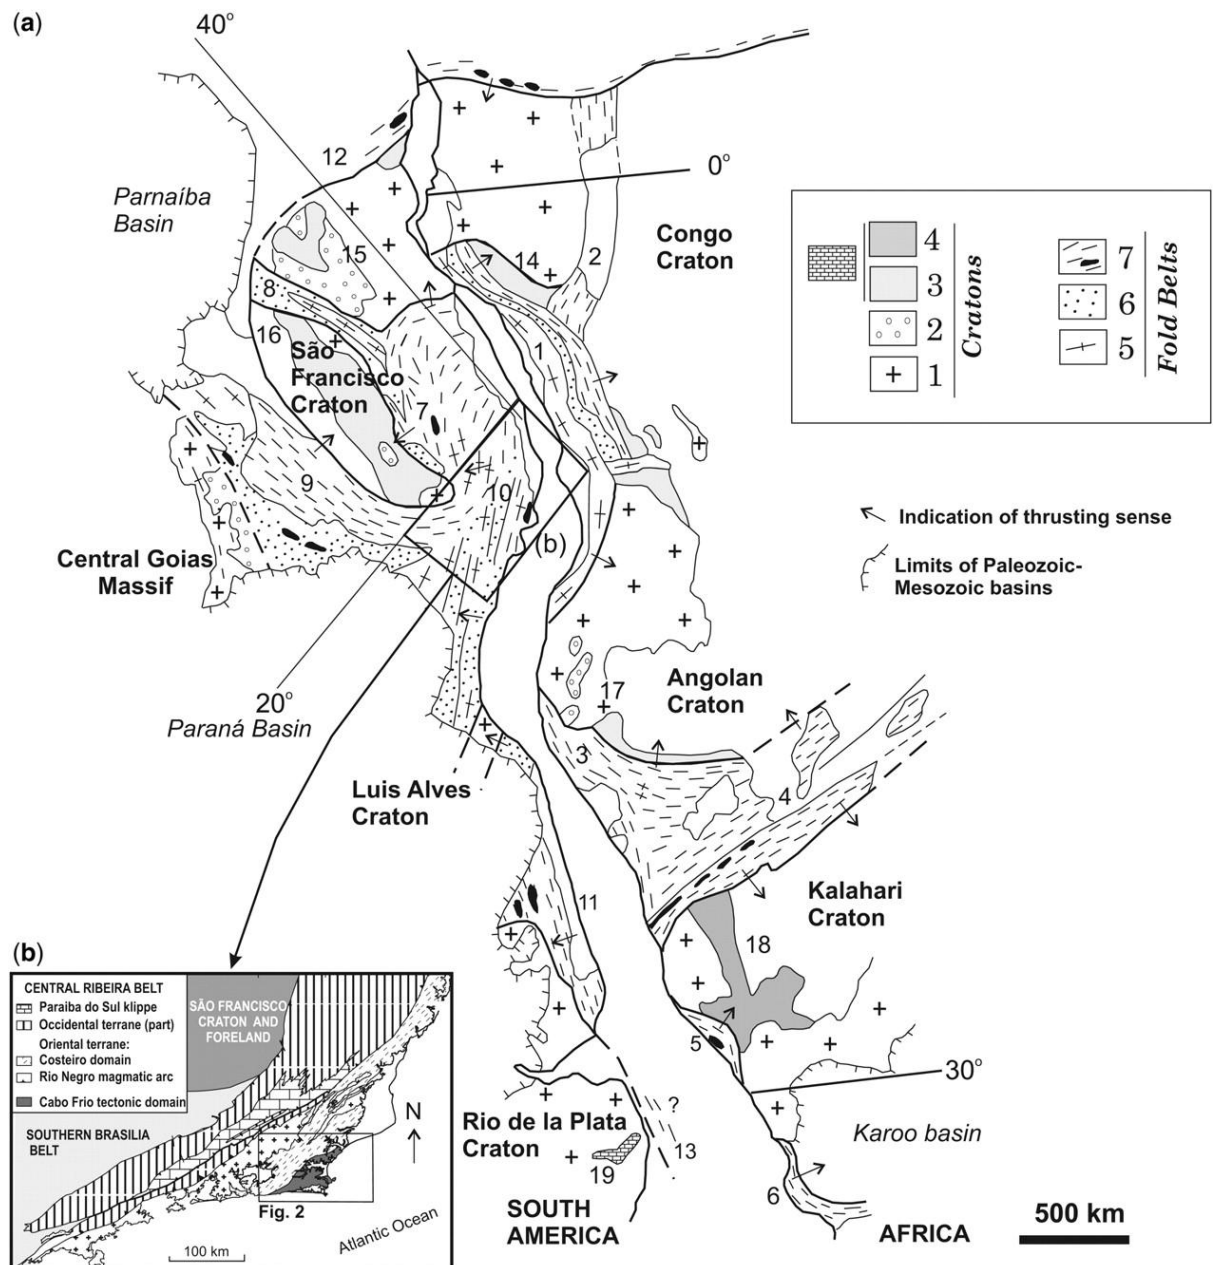 (a)
40°
12
0°
Parnaíba
Basin
15
Congo
Craton
14
2
8
16
São
Francisco
Craton
1
7
9
10
(b)
Central Goias
Massif
4
3
2
1
Cratons
7
6
5
Fold Belts
Indication of thrusting sense
Limits of Paleozoic-
Mesozoic basins
20°
Paraná Basin
17
Angolan
Craton
3
4
Luis Alves
Craton
Kalahari
Craton
11
18
5
30°
Rio de la Plata
Craton
?
13
19
Karoo basin
6
SOUTH
AMERICA
AFRICA
500 km
(b)
CENTRAL RIBEIRA BELT
Paraiba do Sul klippe
Occidental terrane (part)
Oriental terrane:
Costeiro domain
Rio Negro magmatic arc
Cabo Frio tectonic domain
SÃO FRANCISCO
CRATON AND
FORELAND
SOUTHERN BRASILIA
BELT
N
Fig. 2
Atlantic Ocean
100 km